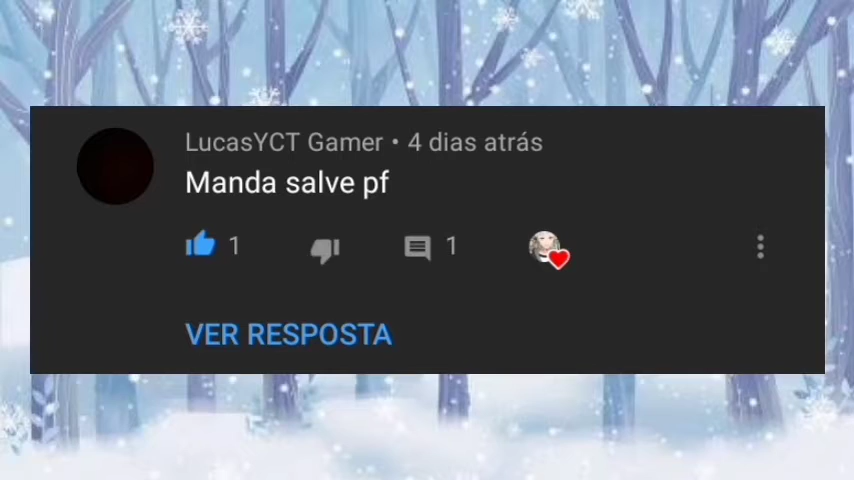 LucasYCT Gamer • 4 dias atrás
Manda salve pf
1 1
VER RESPOSTA